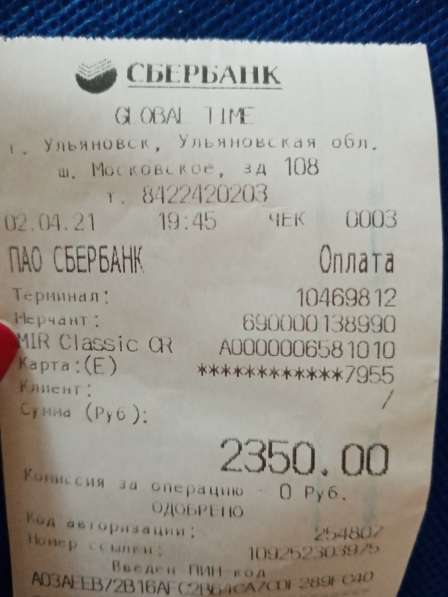 СБЕРБАНК
GLOBAL TIME
г. Ульяновск, Ульяновская обл.
ш. Московское, зд 108
т. 8422420203
02.04.21 19:45 ЧЕК 0003
ПАО СБЕРБАНК Оплата
Терминал: 10469812
Мерчант: 690000138990
MIR Classic CR A0000006581010
Карта:(E) ************7955
Клиент: /
Сумма (Руб):
2350.00
Комиссия за операцию - 0 Руб.
ОДОБРЕНО
Код авторизации: 254807
Номер ссылки: 109252303975
Введен ПИН-код